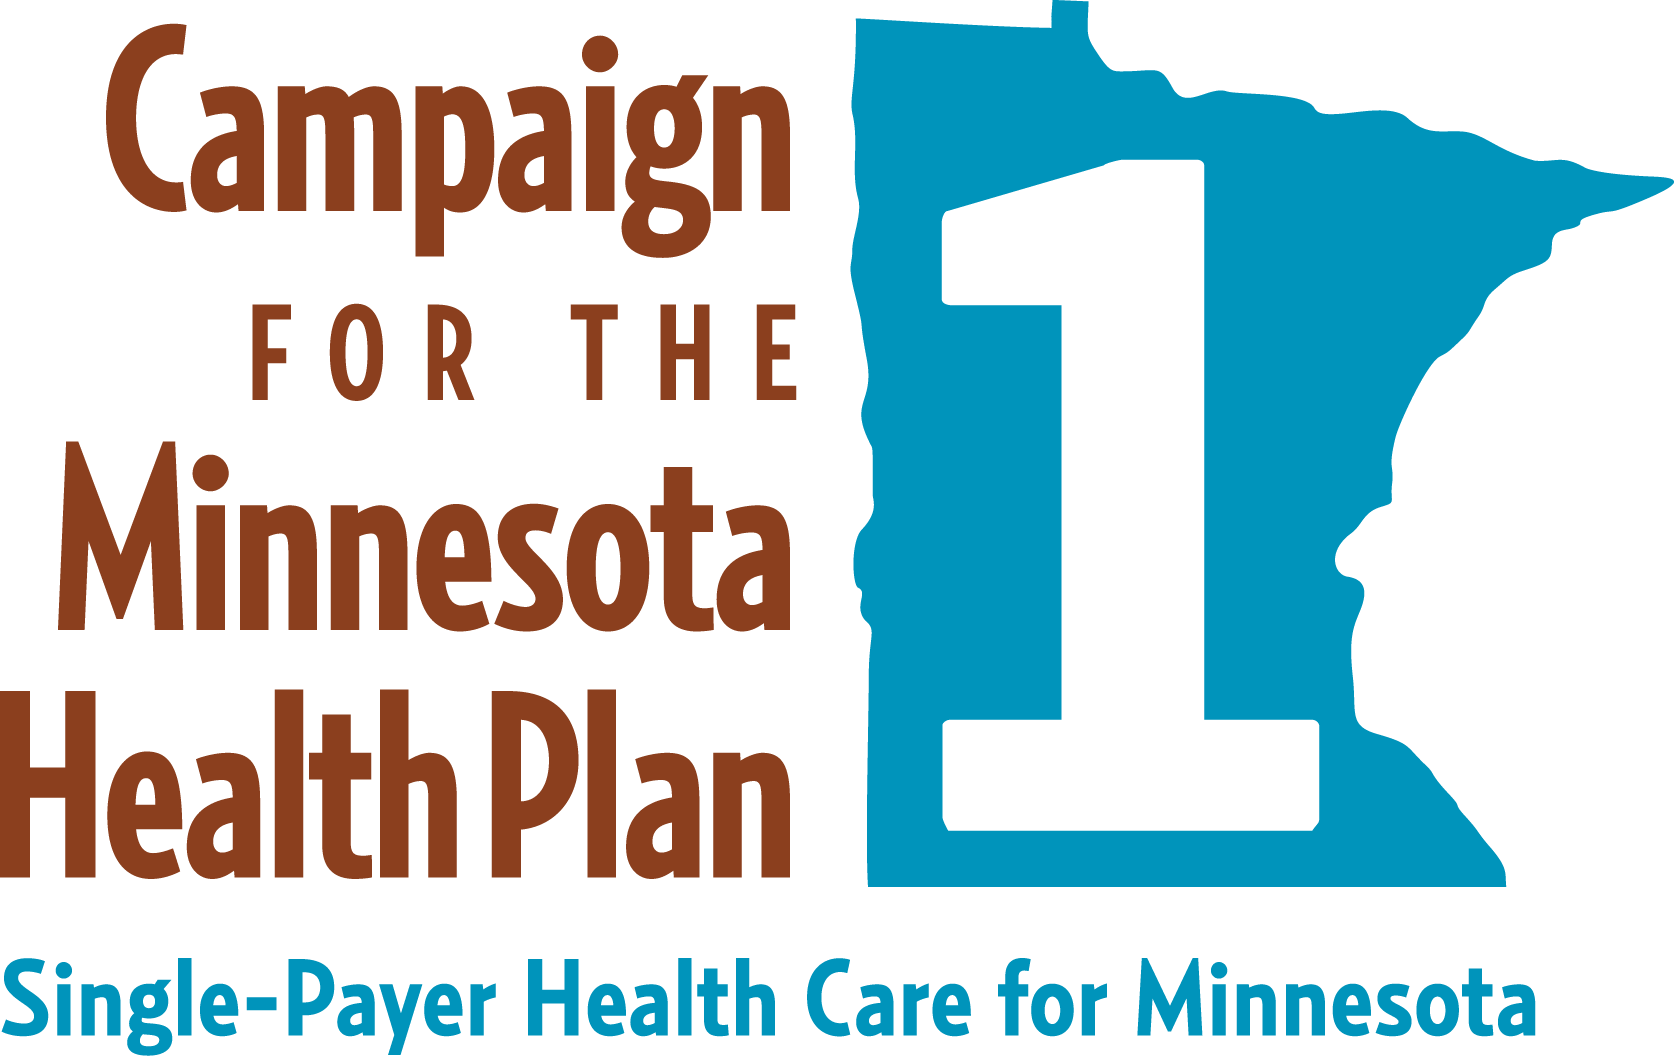 Campaign
FOR THE
Minnesota
Health Plan
1
Single-Payer Health Care for Minnesota